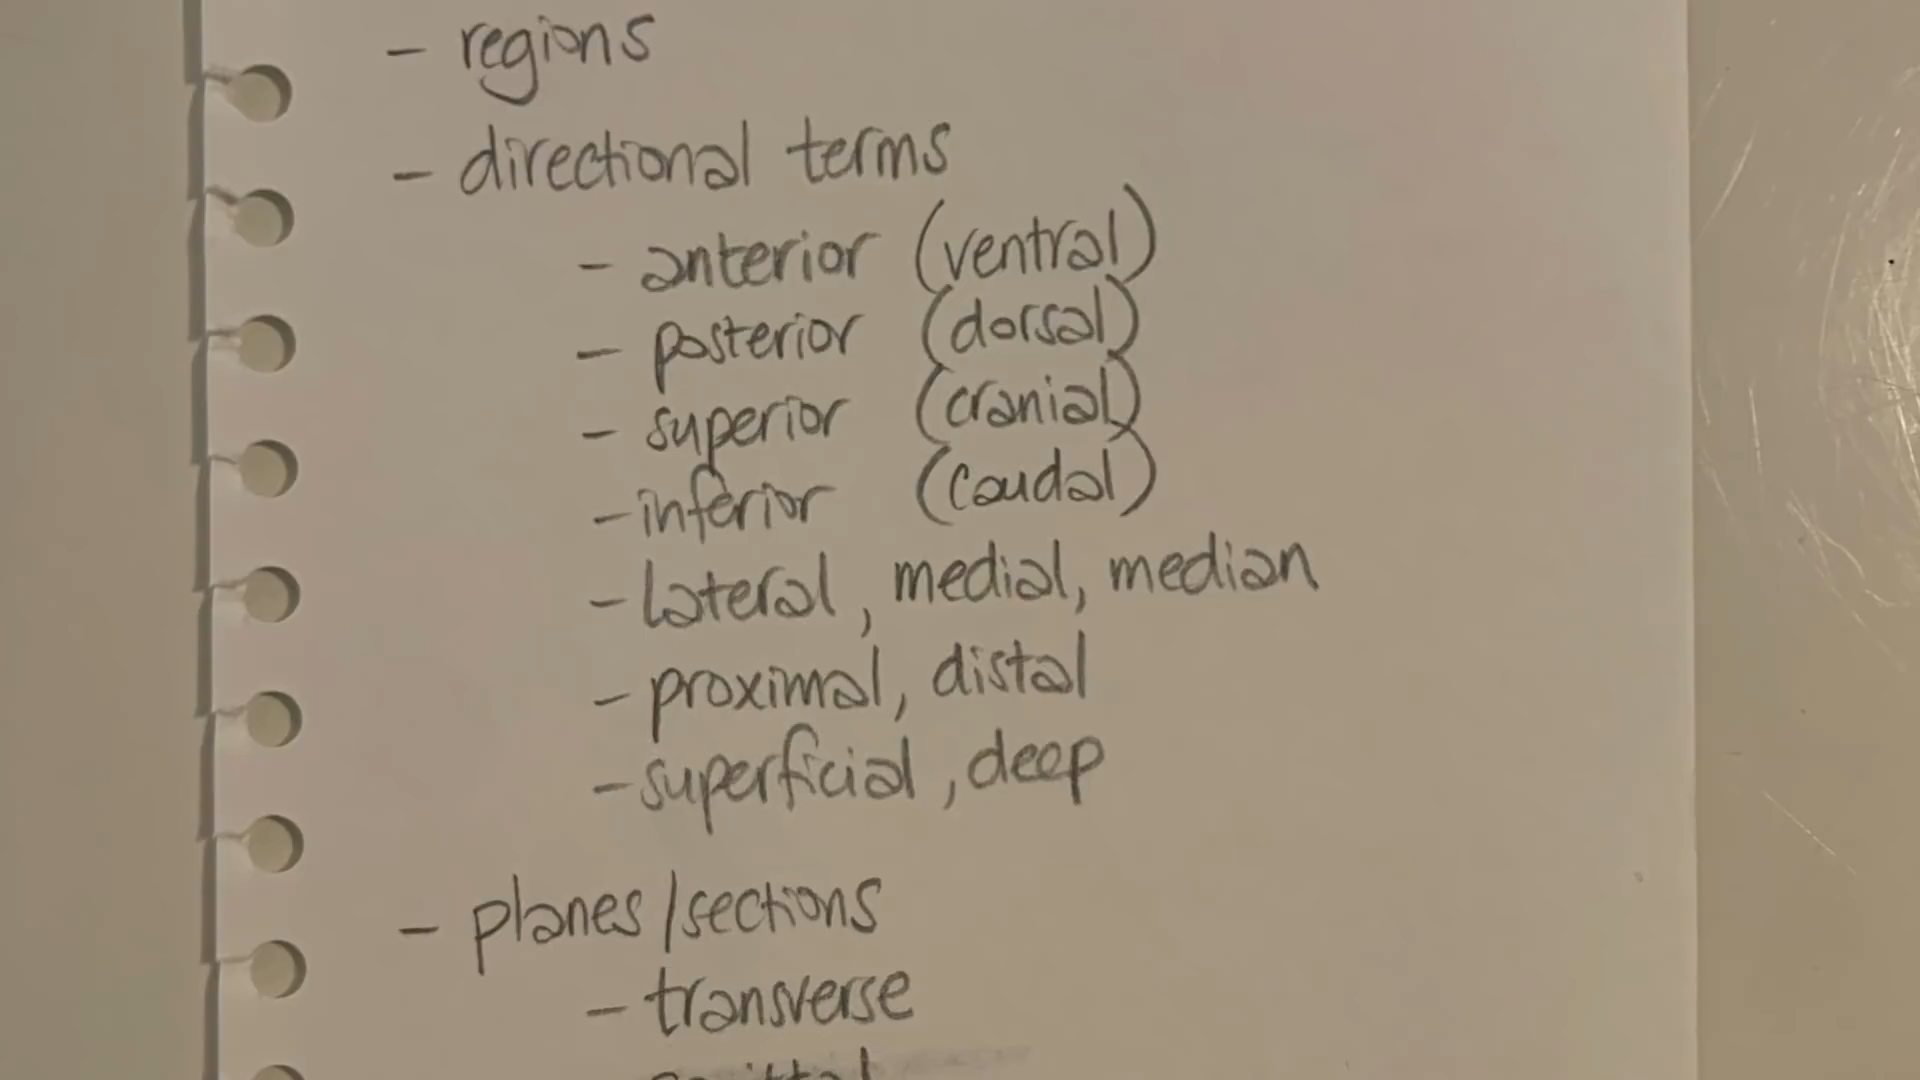 - regions
- directional terms
- anterior (ventral)
- posterior (dorsal)
- superior (cranial)
- inferior (caudal)
- lateral, medial, median
- proximal, distal
- superficial, deep
- planes/sections
- transverse